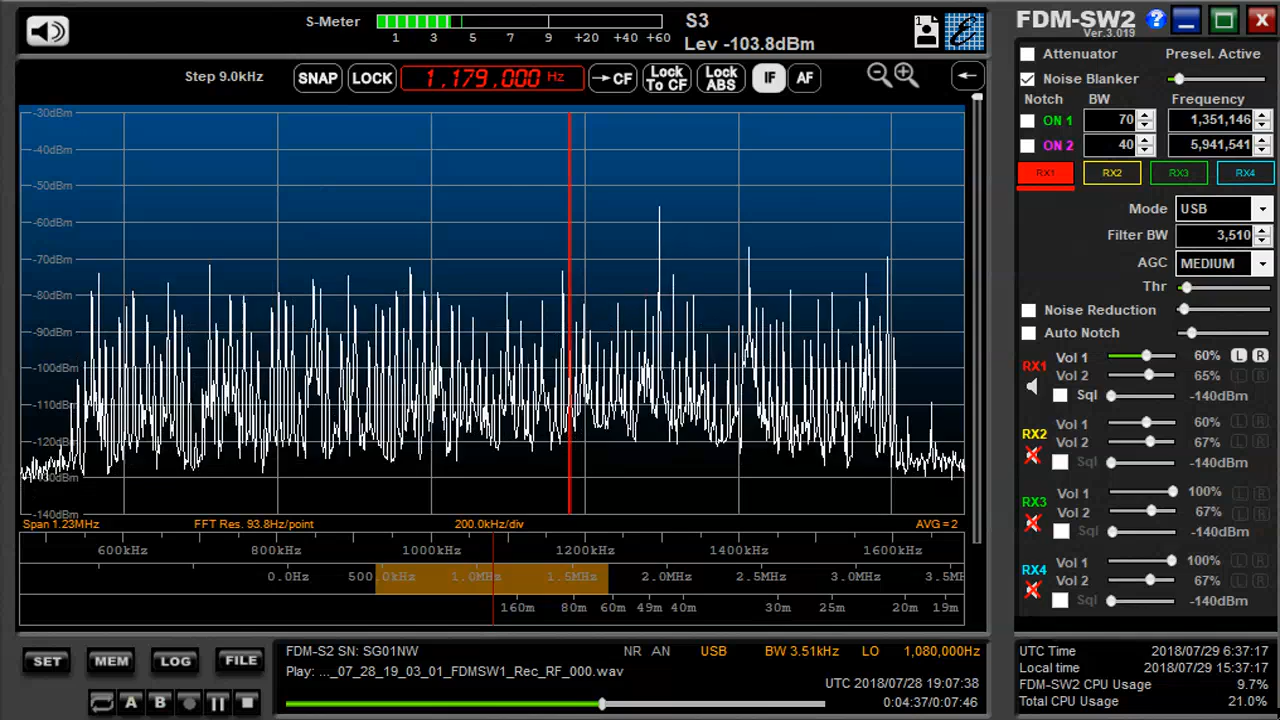 S-Meter
1 3 5 7 9 +20 +40 +60
S3
Lev -103.8dBm
1
FDM-SW2
?
X
Ver.3.019
Step 9.0kHz
SNAP
LOCK
1,179,000 Hz
→CF
Lock To CF
Lock ABS
IF
AF
←
-30dBm
-40dBm
-50dBm
-60dBm
-70dBm
-80dBm
-90dBm
-100dBm
-110dBm
-120dBm
-130dBm
-140dBm
Span 1.23MHz
FFT Res. 93.8Hz/point
200.0kHz/div
AVG = 2
600kHz 800kHz 1000kHz 1200kHz 1400kHz 1600kHz
0.0Hz 500.0kHz 1.0MHz 1.5MHz 2.0MHz 2.5MHz 3.0MHz 3.5MH
160m 80m 60m 49m 40m 30m 25m 20m 19m
Attenuator
Presel. Active
Noise Blanker
Notch BW Frequency
ON 1 70 1,351,146
ON 2 40 5,941,541
RX1 RX2 RX3 RX4
Mode USB
Filter BW 3,510
AGC MEDIUM
Thr
Noise Reduction
Auto Notch
RX1
Vol 1 60% L R
Vol 2 65% L R
Sql -140dBm
RX2
Vol 1 60% L R
Vol 2 67% L R
Sql -140dBm
RX3
Vol 1 100% L R
Vol 2 67% L R
Sql -140dBm
RX4
Vol 1 100% L R
Vol 2 67% L R
Sql -140dBm
SET
MEM
LOG
FILE
A
B
FDM-S2 SN: SG01NW
NR AN USB BW 3.51kHz LO 1,080,000Hz
Play: ..._07_28_19_03_01_FDMSW1_Rec_RF_000.wav
UTC 2018/07/28 19:07:38
0:04:37/0:07:46
UTC Time 2018/07/29 6:37:17
Local time 2018/07/29 15:37:17
FDM-SW2 CPU Usage 9.7%
Total CPU Usage 21.0%